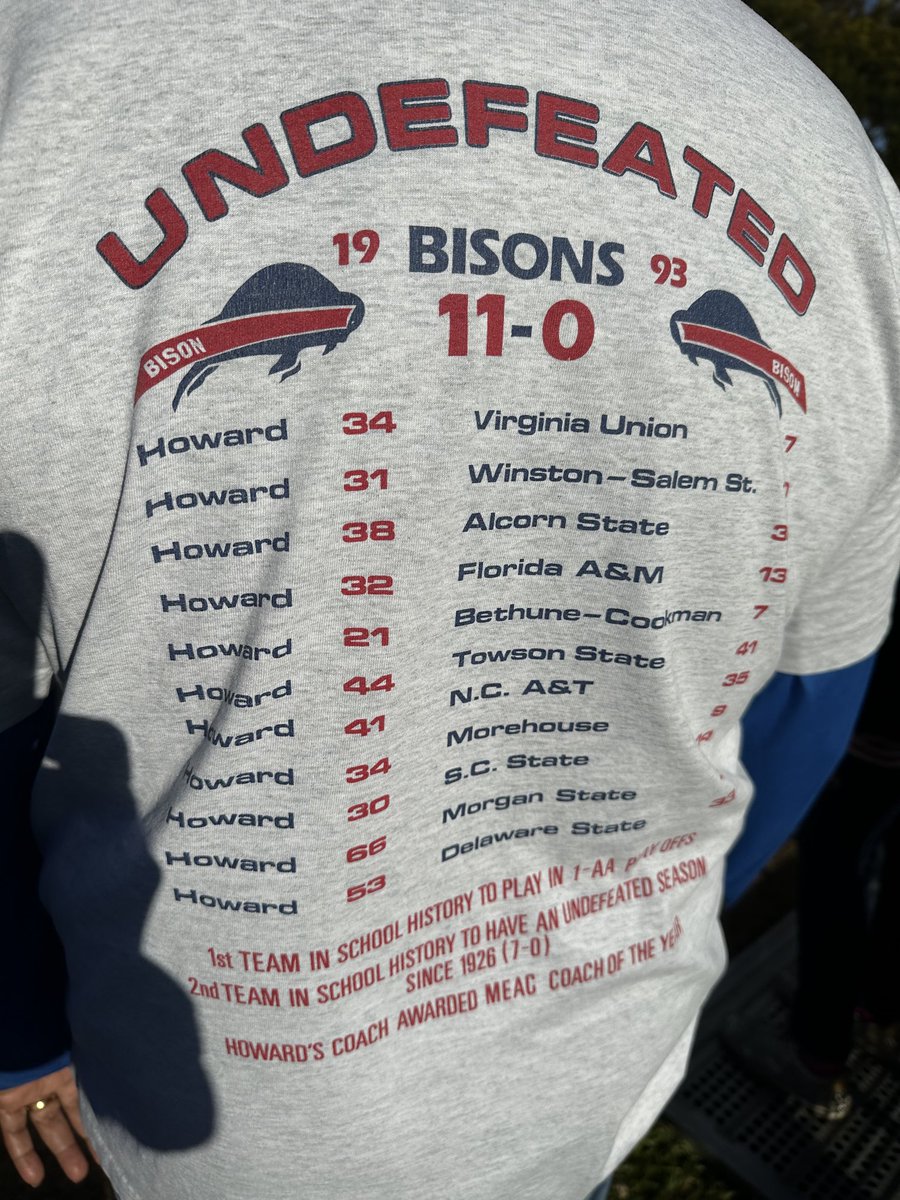 UNDEFEATED
19 BISONS 93
BISON 11-0 BISON
Howard 34 Virginia Union 7
Howard 31 Winston-Salem St.
Howard 38 Alcorn State 3
Howard 32 Florida A&M 13
Howard 21 Bethune-Cookman 7
Howard 44 Towson State 41
Howard 41 N.C. A&T 35
Howard 34 Morehouse 9
Howard 30 S.C. State 14
Howard 66 Morgan State
Howard 53 Delaware State
1st TEAM IN SCHOOL HISTORY TO PLAY IN 1-AA PLAYOFFS
2nd TEAM IN SCHOOL HISTORY TO HAVE AN UNDEFEATED SEASON
SINCE 1926 (7-0)
HOWARD'S COACH AWARDED MEAC COACH OF THE YEAR